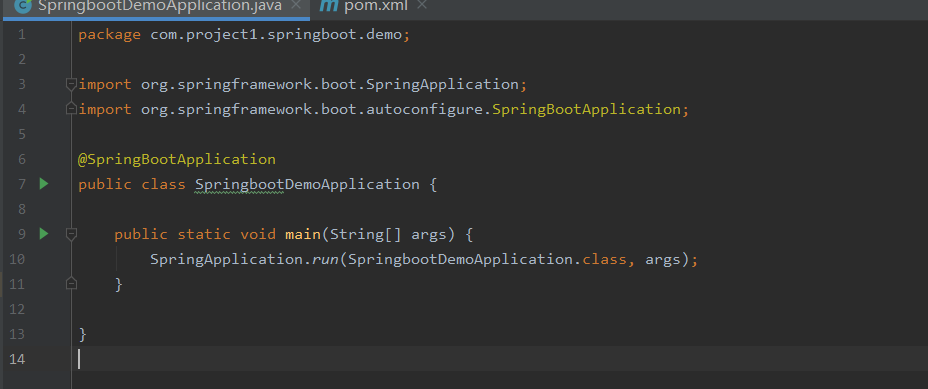 SpringbootDemoApplication.java × m pom.xml ×
1 package com.project1.springboot.demo;
2
3 import org.springframework.boot.SpringApplication;
4 import org.springframework.boot.autoconfigure.SpringBootApplication;
5
6 @SpringBootApplication
7 public class SpringbootDemoApplication {
8
9 public static void main(String[] args) {
10 SpringApplication.run(SpringbootDemoApplication.class, args);
11 }
12
13 }
14